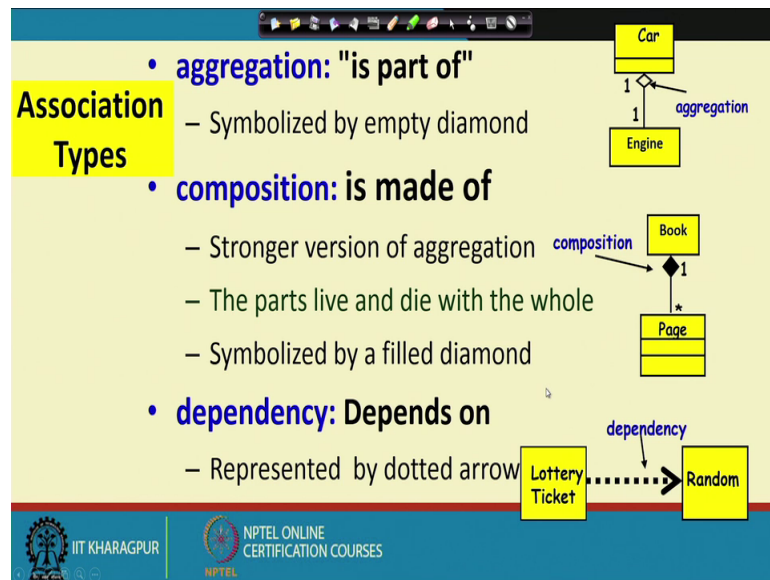 Association
Types
• aggregation: "is part of"
– Symbolized by empty diamond
• composition: is made of
– Stronger version of aggregation
– The parts live and die with the whole
– Symbolized by a filled diamond
• dependency: Depends on
– Represented by dotted arrow
Car
1
aggregation
1
Engine
Book
composition
1
*
Page
dependency
Lottery
Ticket
Random
IIT KHARAGPUR
NPTEL
NPTEL ONLINE
CERTIFICATION COURSES